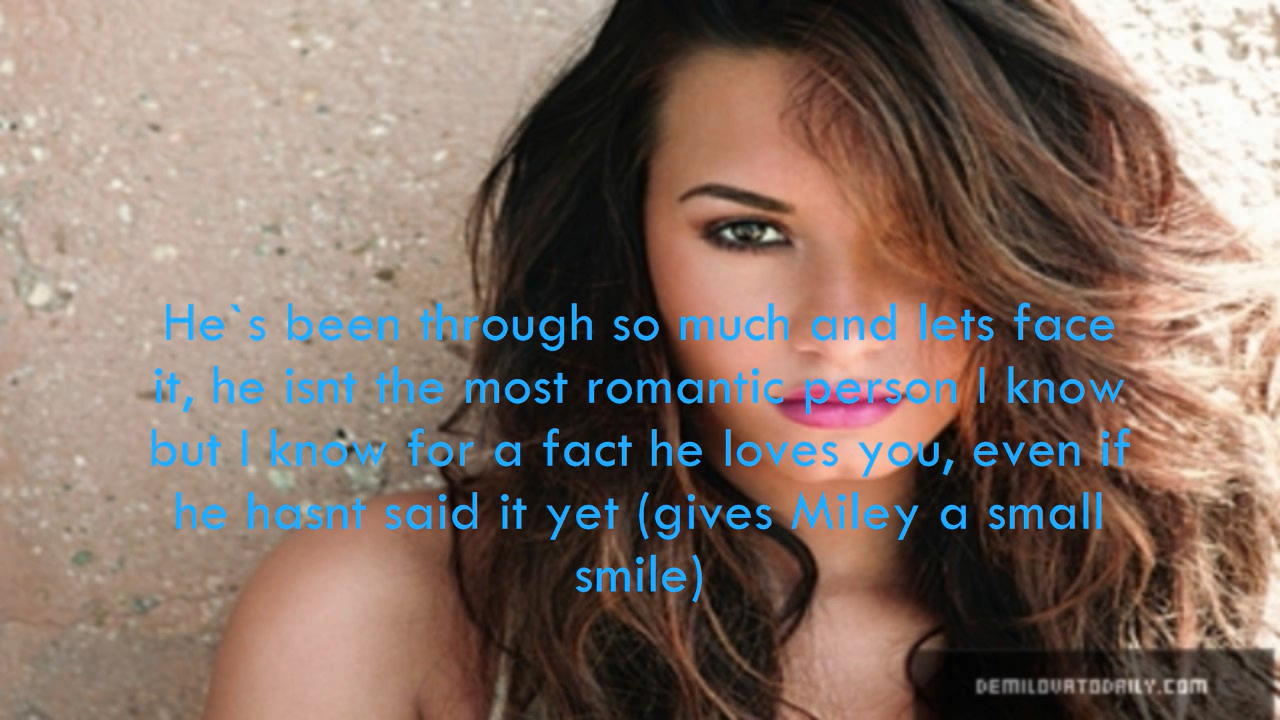 He`s been through so much and lets face
it, he isnt the most romantic person I know
but I know for a fact he loves you, even if
he hasnt said it yet (gives Miley a small
smile)
DEMILOVATODAILY.COM